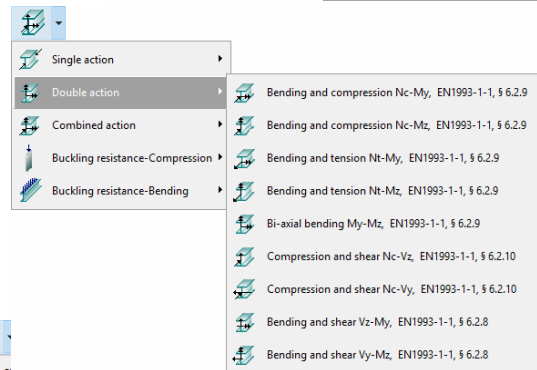 Single action
Double action
Combined action
Buckling resistance-Compression
Buckling resistance-Bending
Bending and compression Nc-My, EN1993-1-1, § 6.2.9
Bending and compression Nc-Mz, EN1993-1-1, § 6.2.9
Bending and tension Nt-My, EN1993-1-1, § 6.2.9
Bending and tension Nt-Mz, EN1993-1-1, § 6.2.9
Bi-axial bending My-Mz, EN1993-1-1, § 6.2.9
Compression and shear Nc-Vz, EN1993-1-1, § 6.2.10
Compression and shear Nc-Vy, EN1993-1-1, § 6.2.10
Bending and shear Vz-My, EN1993-1-1, § 6.2.8
Bending and shear Vy-Mz, EN1993-1-1, § 6.2.8